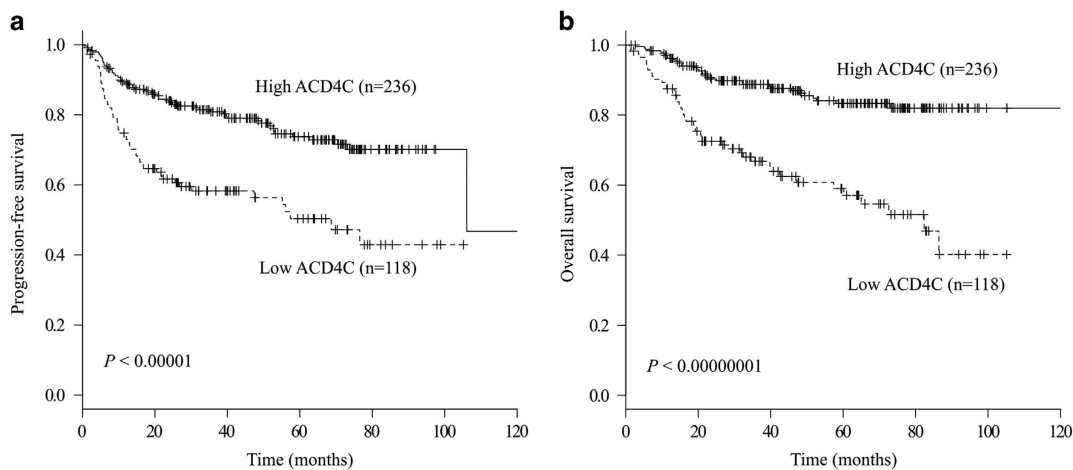 a
Progression-free survival
1.0
0.8
0.6
0.4
0.2
0.0
High ACD4C (n=236)
Low ACD4C (n=118)
P < 0.00001
0 20 40 60 80 100 120
Time (months)
b
Overall survival
1.0
0.8
0.6
0.4
0.2
0.0
High ACD4C (n=236)
Low ACD4C (n=118)
P < 0.00000001
0 20 40 60 80 100 120
Time (months)